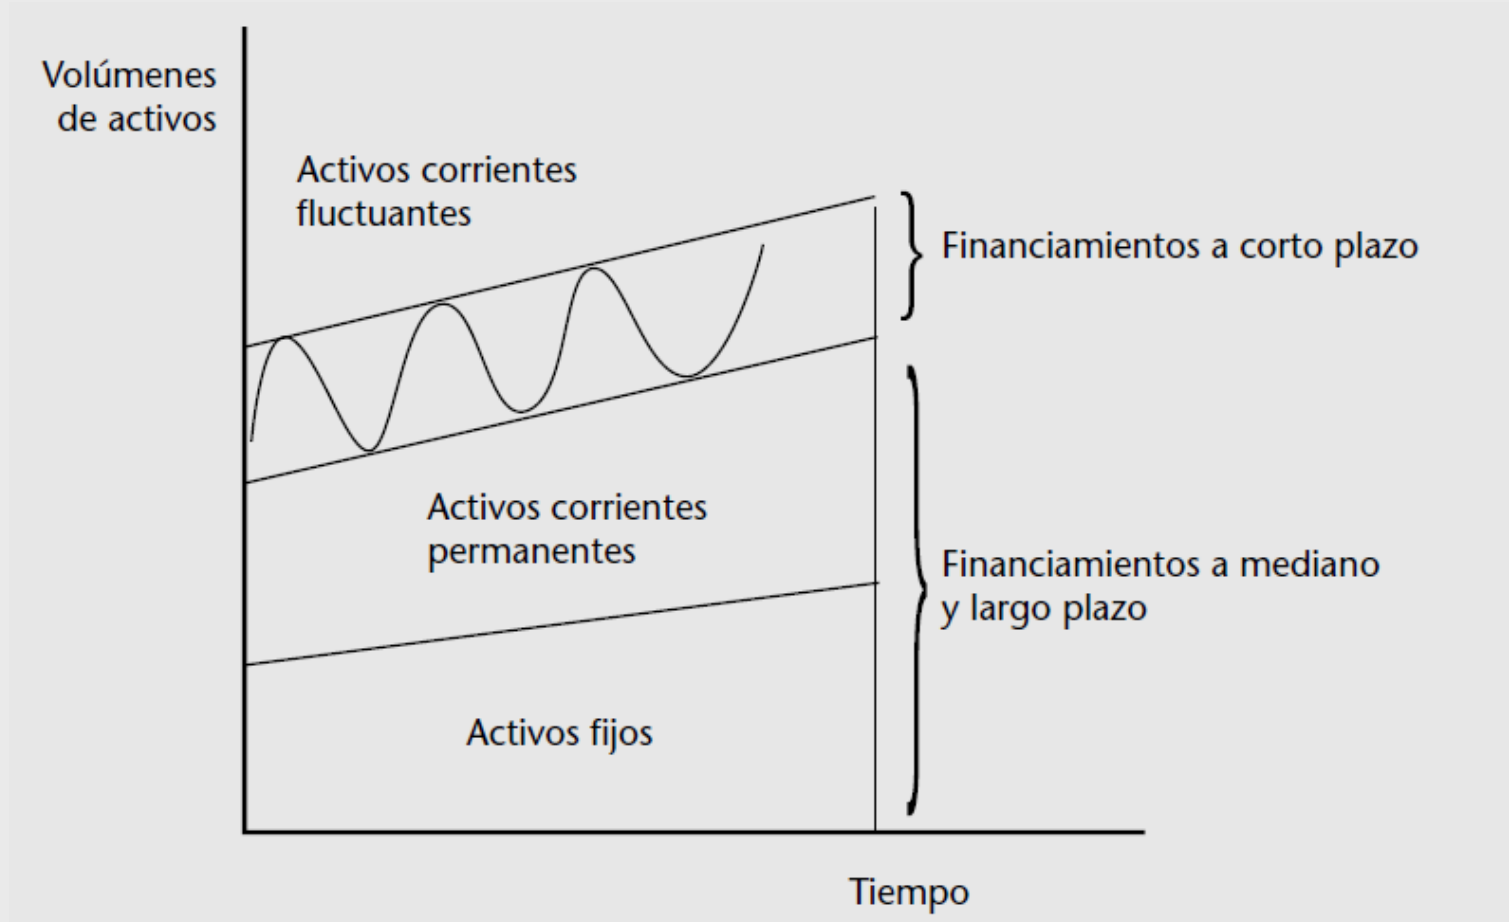 Volúmenes
de activos
Activos corrientes
fluctuantes
Financiamientos a corto plazo
Activos corrientes
permanentes
Financiamientos a mediano
y largo plazo
Activos fijos
Tiempo